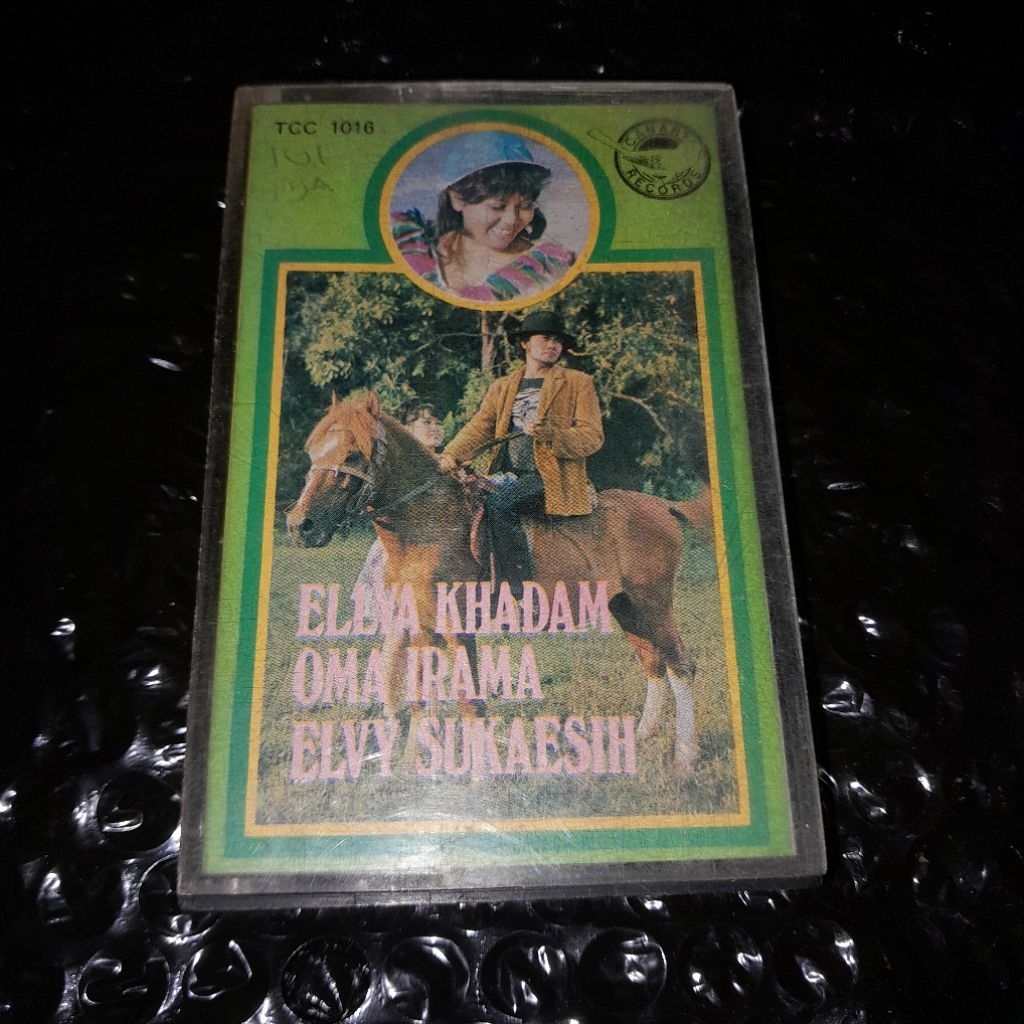 TCC 1016
CANARY
RECORDS
ELLYA KHADAM
OMA IRAMA
ELVY SUKAESIH